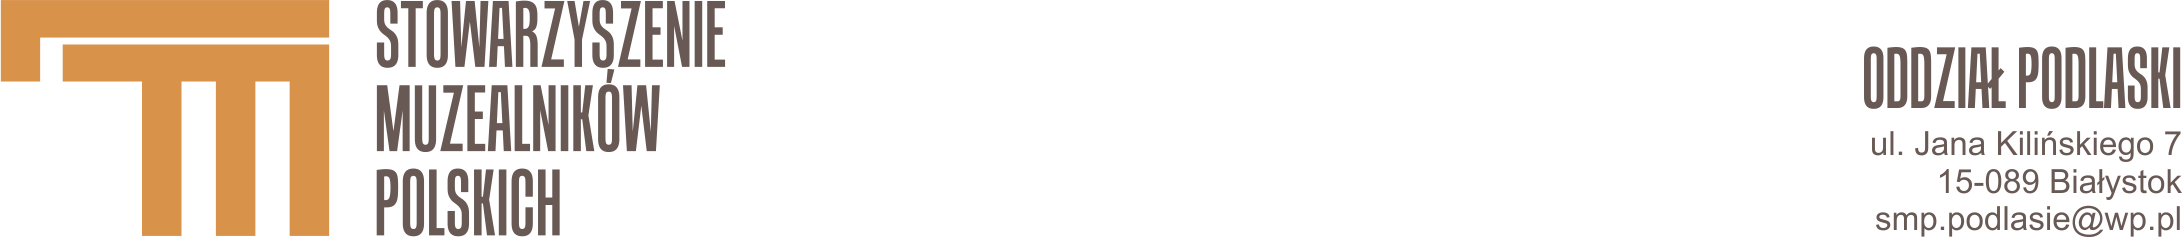 STOWARZYSZENIE
MUZEALNIKÓW
POLSKICH
ODDZIAŁ PODLASKI
ul. Jana Kilińskiego 7
15-089 Białystok
smp.podlasie@wp.pl